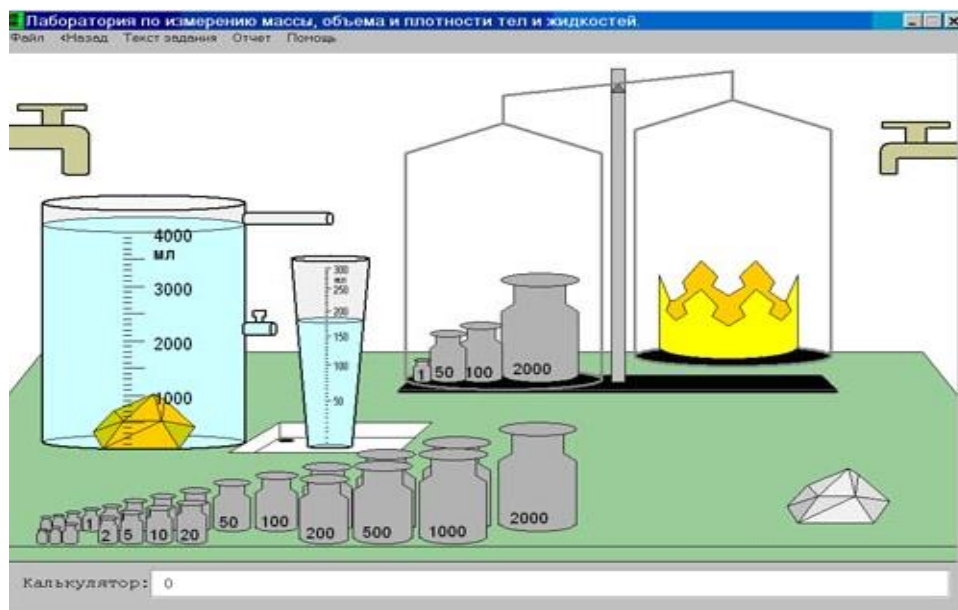 Лаборатория по измерению массы, объема и плотности тел и жидкостей.
Файл <Назад Текст задания Отчет Помощь
4000
мл
3000
2000
1000
300
мл
250
200
150
100
50
1 50 100 2000
1 2 5 10 20 50 100 200 500 1000 2000
Калькулятор: 0